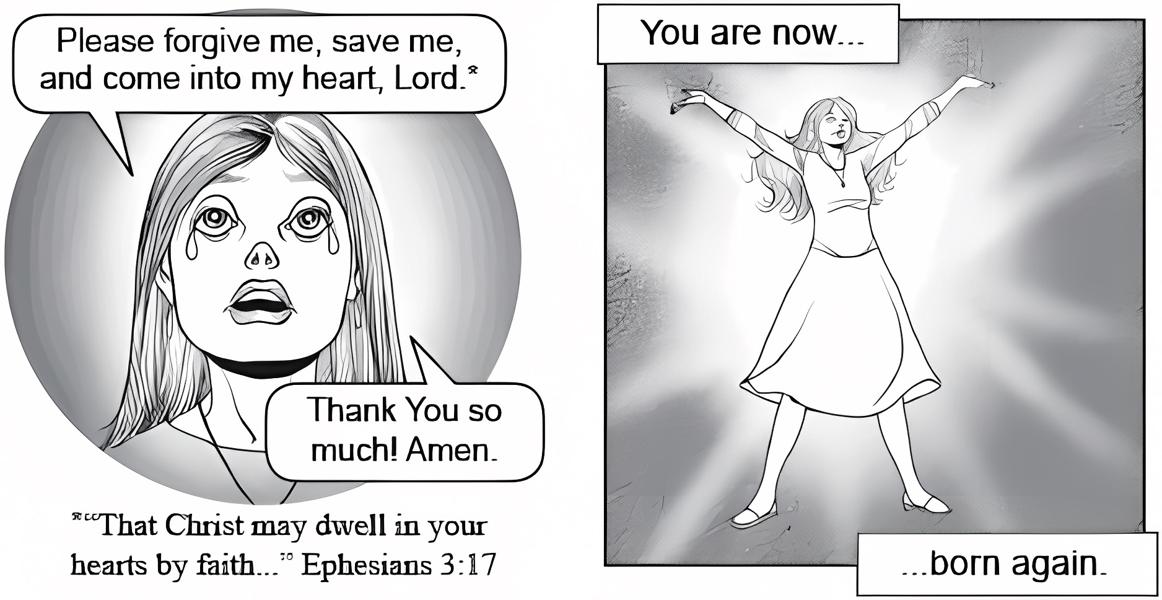 Please forgive me, save me,
and come into my heart, Lord.*
Thank You so
much! Amen.
*"That Christ may dwell in your
hearts by faith..." Ephesians 3:17
You are now...
...born again.